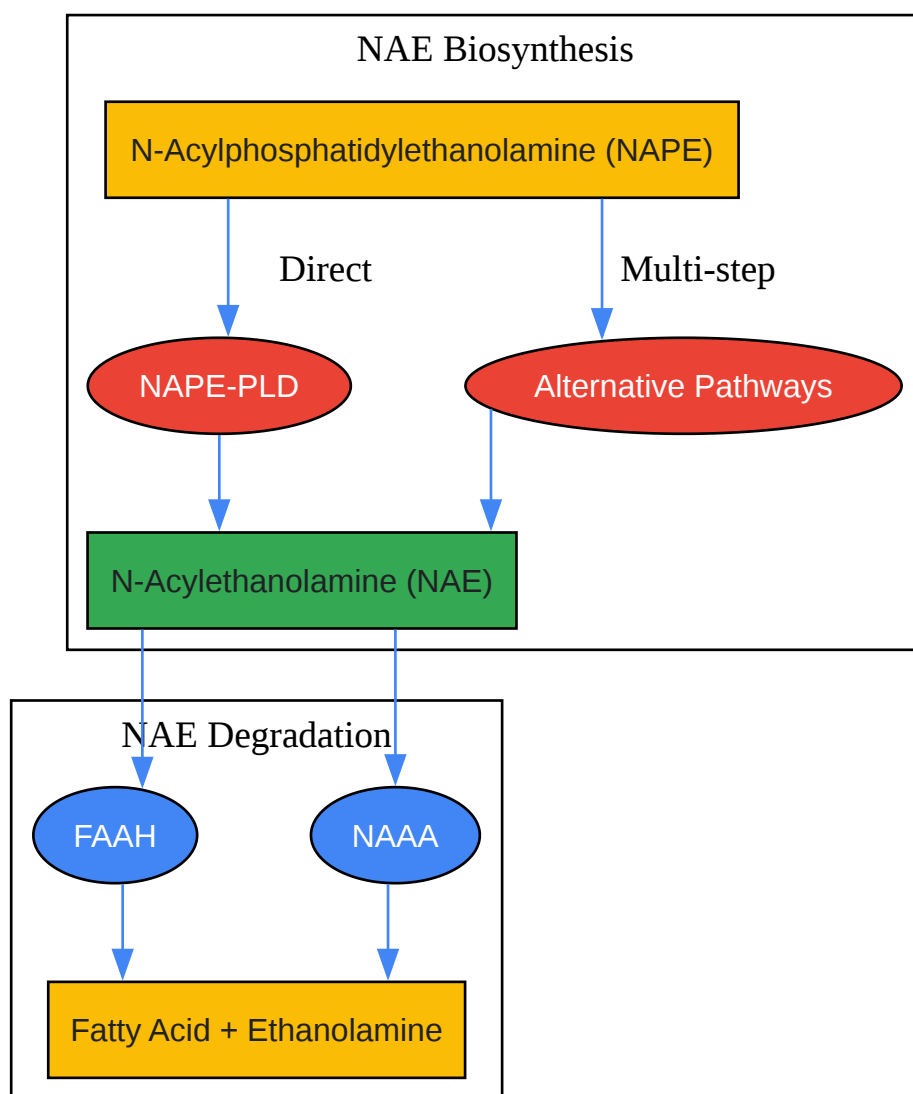 NAE Biosynthesis
N-Acylphosphatidylethanolamine (NAPE)
Direct
Multi-step
NAPE-PLD
Alternative Pathways
N-Acylethanolamine (NAE)
NAE Degradation
FAAH
NAAA
Fatty Acid + Ethanolamine